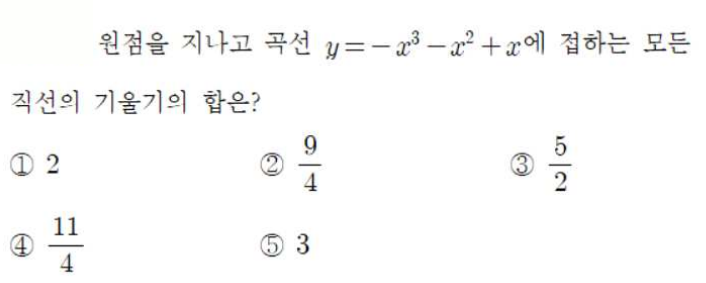 원점을 지나고 곡선 y=-x³-x²+x에 접하는 모든
직선의 기울기의 합은?
① 2 ② 9/4 ③ 5/2
④ 11/4 ⑤ 3